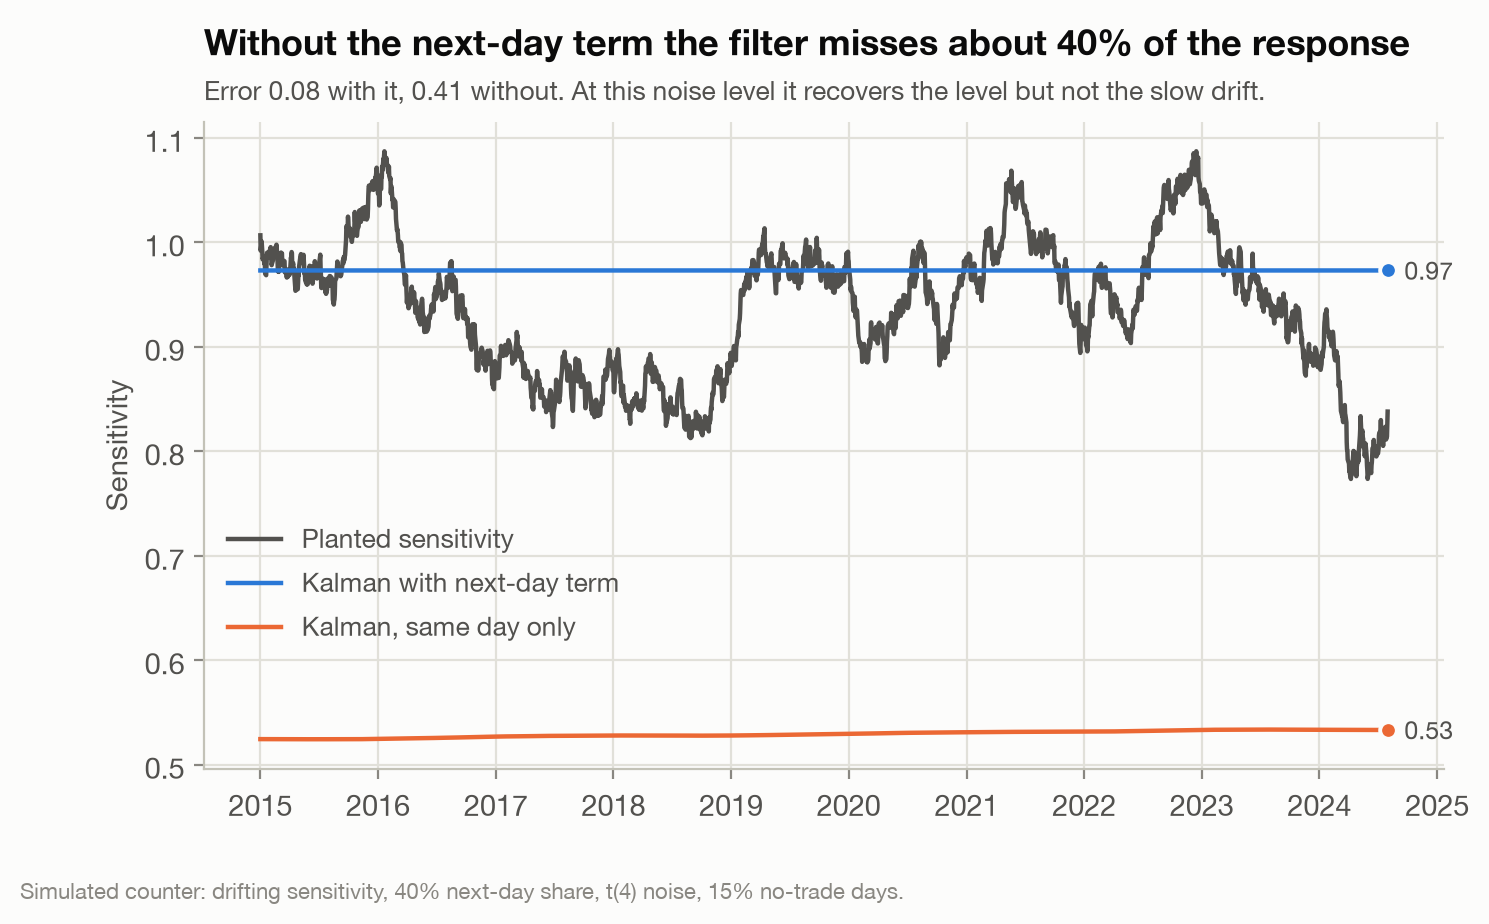 Without the next-day term the filter misses about 40% of the response
Error 0.08 with it, 0.41 without. At this noise level it recovers the level but not the slow drift.
1.1
1.0
0.9
0.8
0.7
0.6
0.5
Sensitivity
0.97
Planted sensitivity
Kalman with next-day term
Kalman, same day only
0.53
2015 2016 2017 2018 2019 2020 2021 2022 2023 2024 2025
Simulated counter: drifting sensitivity, 40% next-day share, t(4) noise, 15% no-trade days.